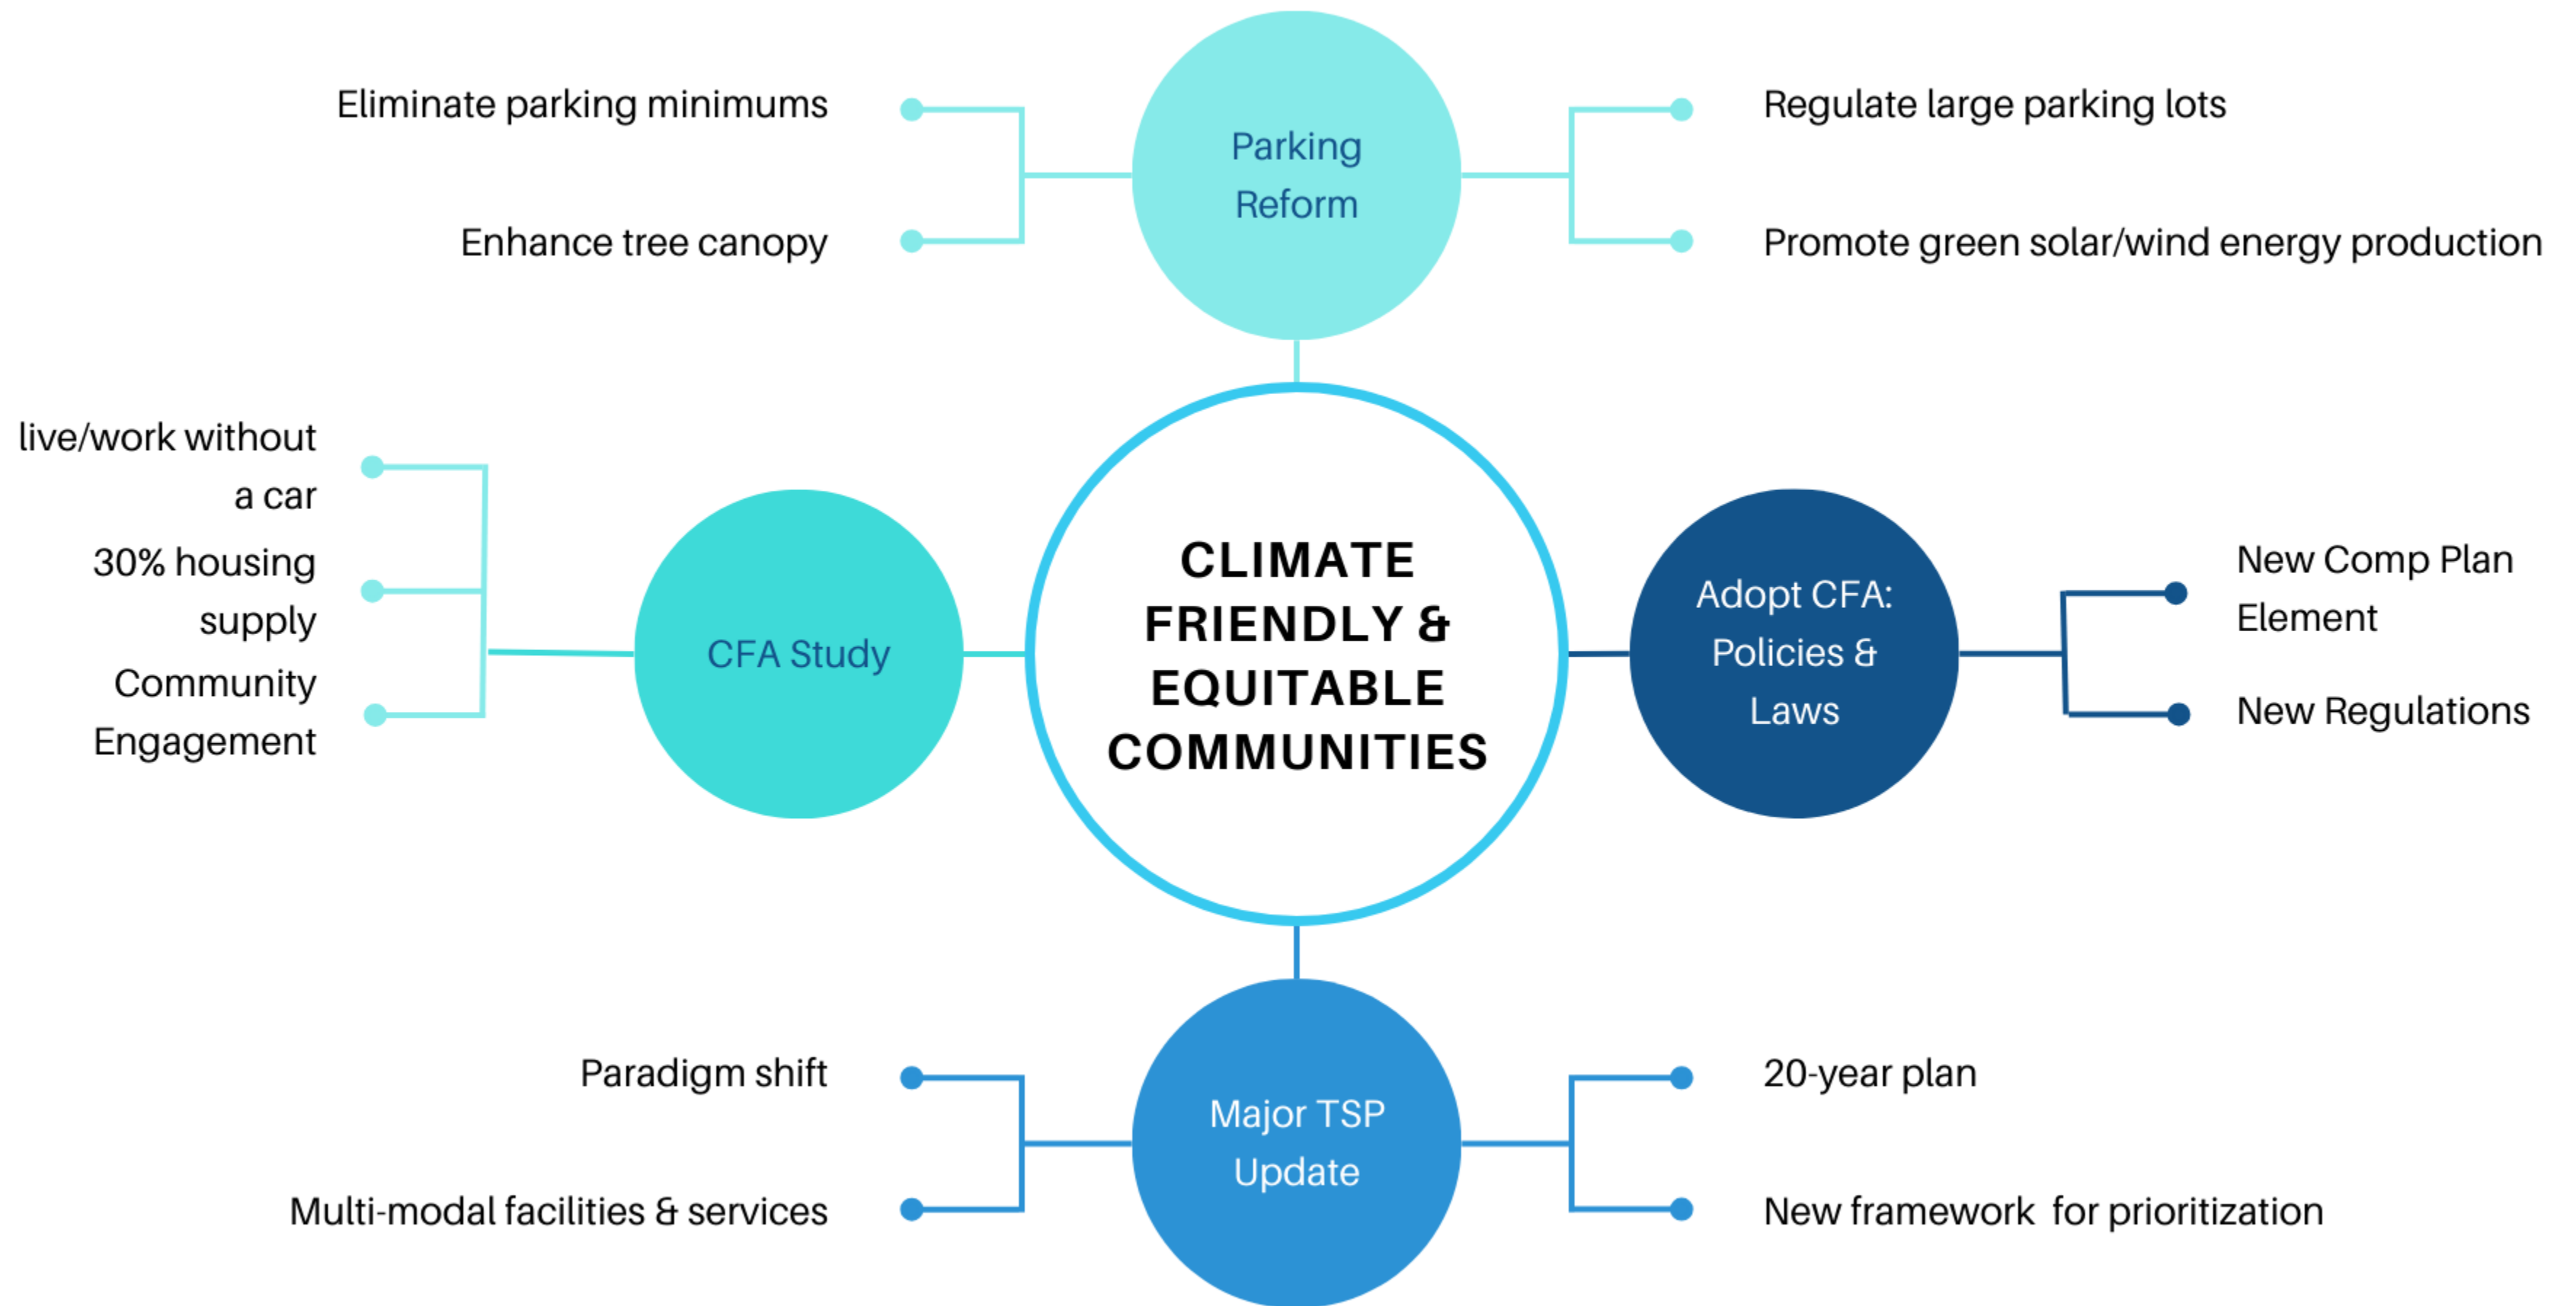 Eliminate parking minimums
Enhance tree canopy
Parking
Reform
Regulate large parking lots
Promote green solar/wind energy production
live/work without
a car
30% housing
supply
Community
Engagement
CFA Study
CLIMATE
FRIENDLY &
EQUITABLE
COMMUNITIES
Adopt CFA:
Policies &
Laws
New Comp Plan
Element
New Regulations
Paradigm shift
Multi-modal facilities & services
Major TSP
Update
20-year plan
New framework  for prioritization